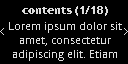 contents (1/18)
Lorem ipsum dolor sit
amet, consectetur
adipiscing elit. Etiam